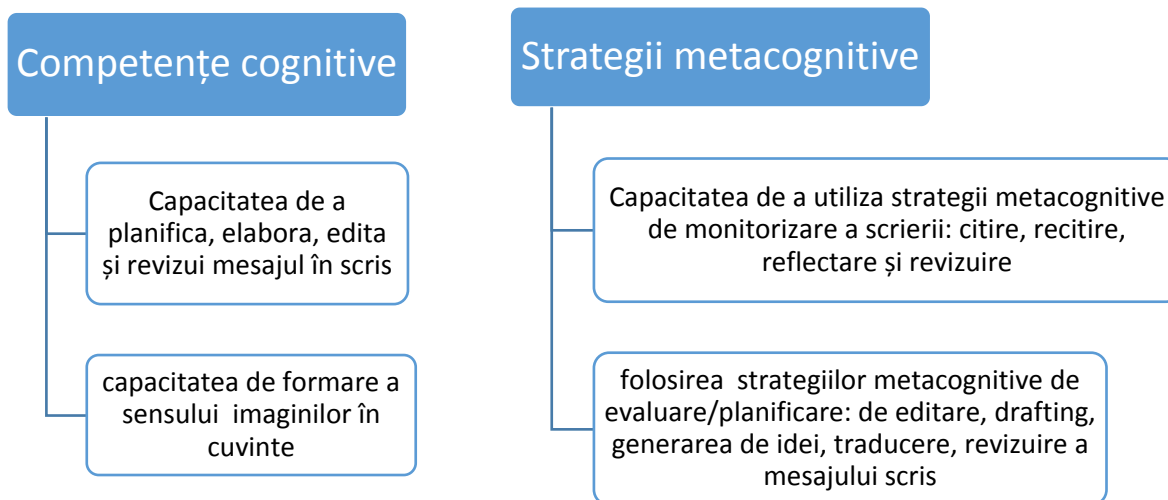 Competențe cognitive
Capacitatea de a
planifica, elabora, edita
și revizui mesajul în scris
capacitatea de formare a
sensului imaginilor în
cuvinte
Strategii metacognitive
Capacitatea de a utiliza strategii metacognitive
de monitorizare a scrierii: citire, recitire,
reflectare și revizuire
folosirea strategiilor metacognitive de
evaluare/planificare: de editare, drafting,
generarea de idei, traducere, revizuire a
mesajului scris